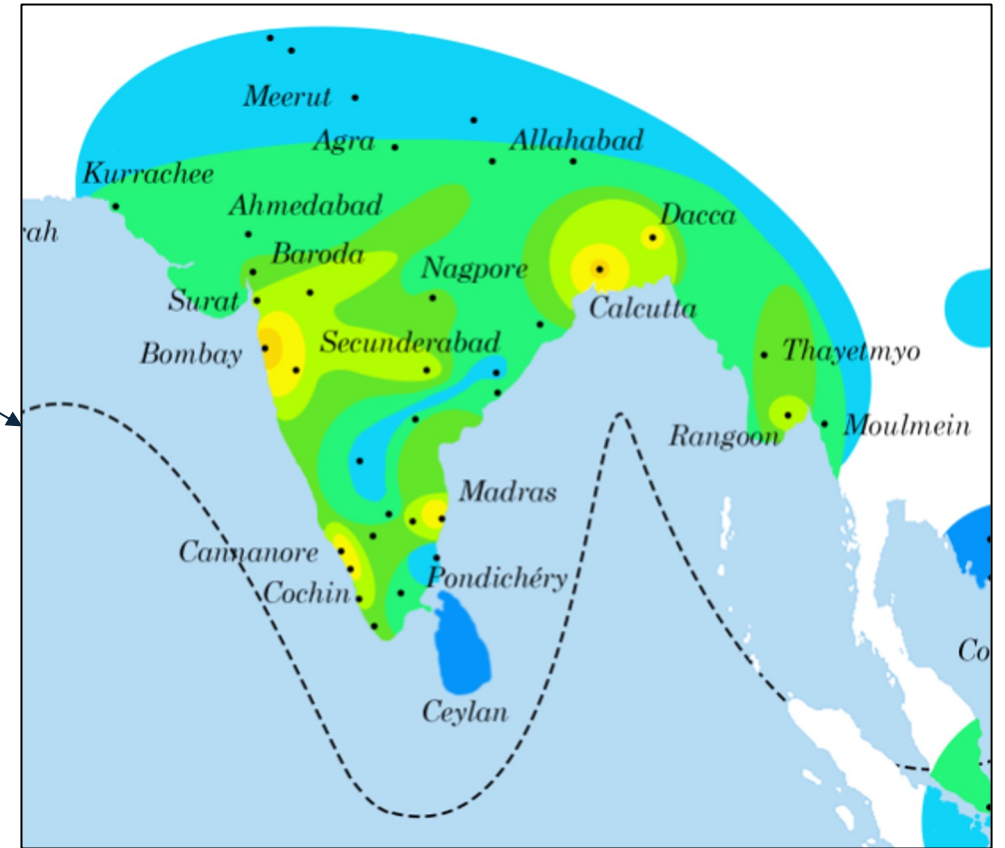 Meerut
Agra
Allahabad
Kurrachee
Ahmedabad
Dacca
rah
Baroda
Nagpore
Surat
Calcutta
Bombay
Secunderabad
Thayetmyo
Rangoon
Moulmein
Madras
Cannanore
Pondichéry
Cochin
Co
Ceylan